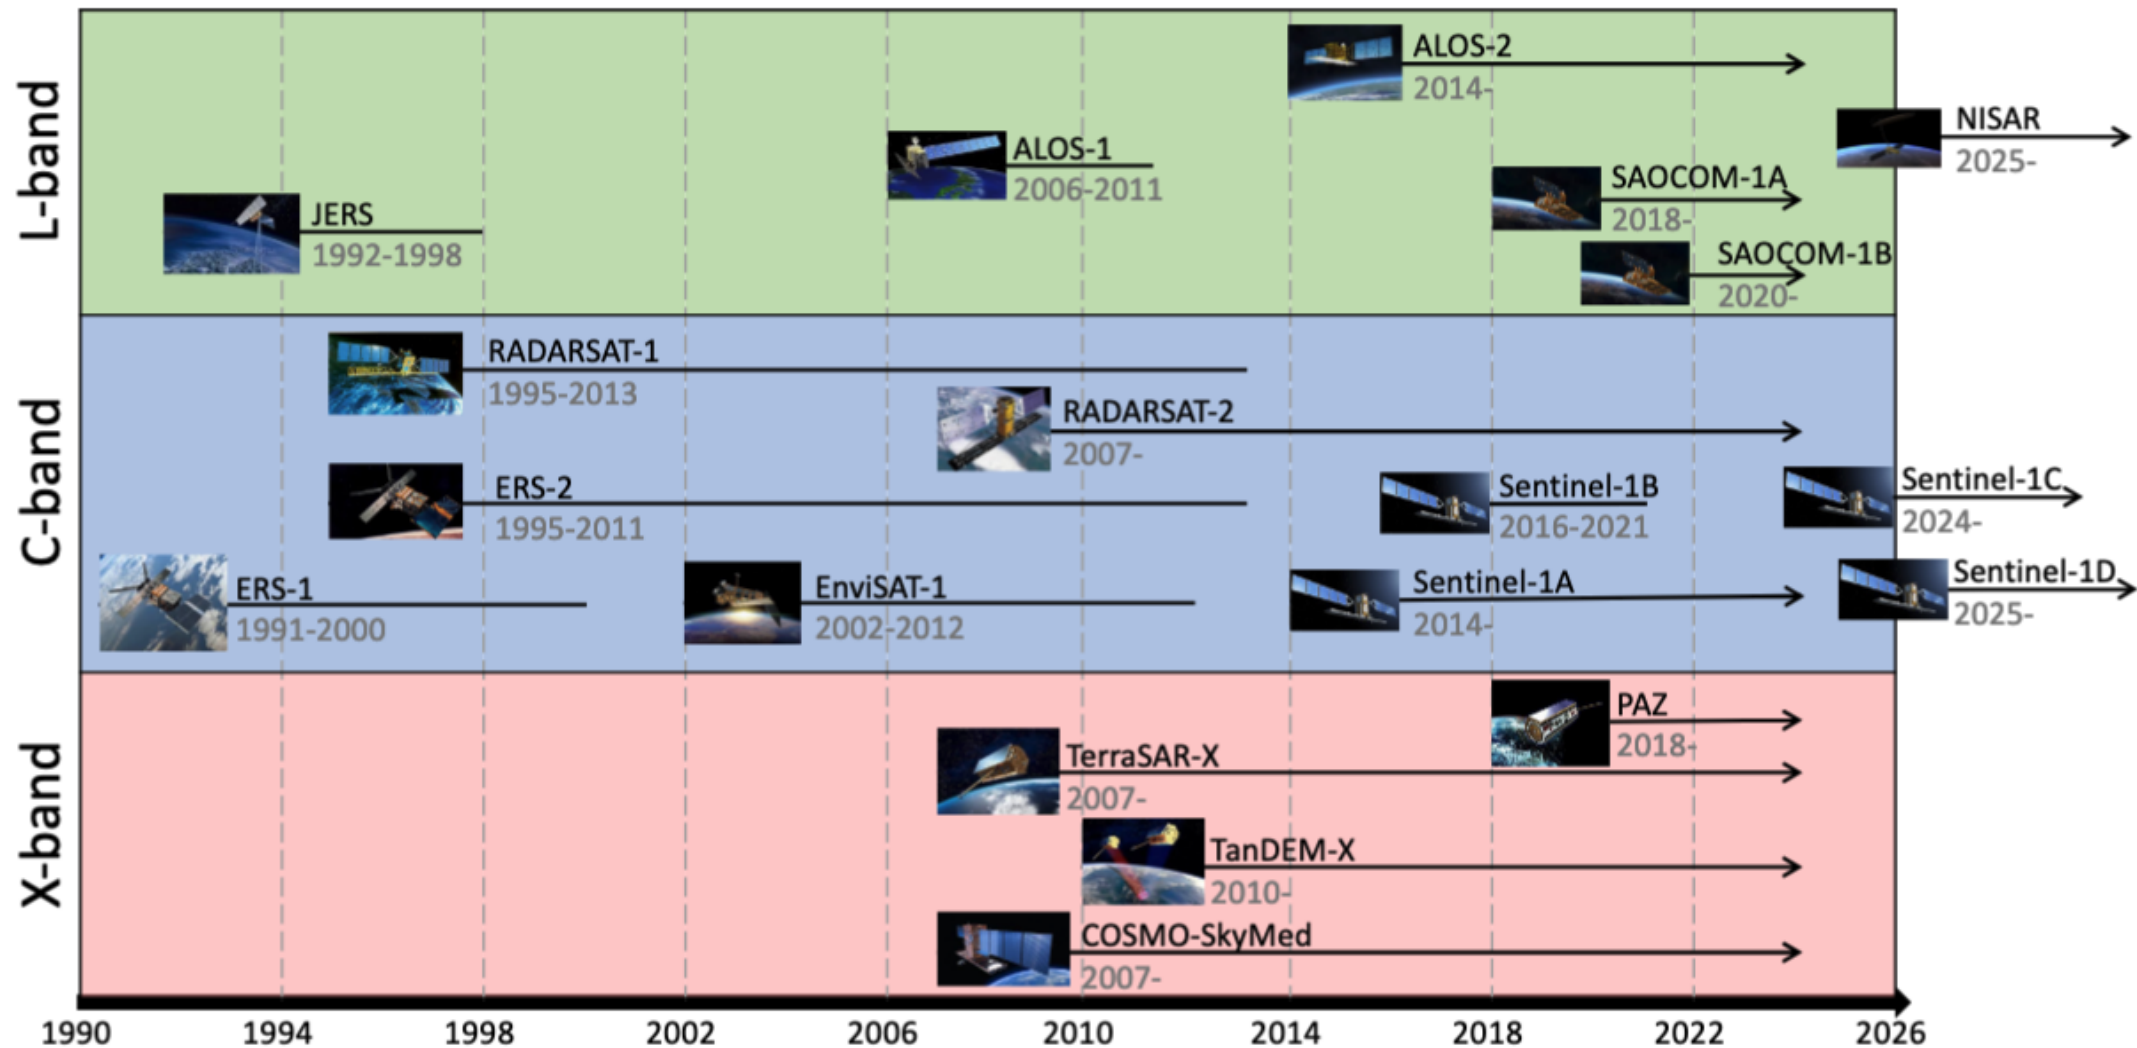 L-band
ALOS-2
2014-
NISAR
2025-
ALOS-1
2006-2011
SAOCOM-1A
2018-
JERS
1992-1998
SAOCOM-1B
2020-
C-band
RADARSAT-1
1995-2013
RADARSAT-2
2007-
ERS-2
1995-2011
Sentinel-1B
2016-2021
Sentinel-1C
2024-
ERS-1
1991-2000
EnviSAT-1
2002-2012
Sentinel-1A
2014-
Sentinel-1D
2025-
X-band
PAZ
2018-
TerraSAR-X
2007-
TanDEM-X
2010-
COSMO-SkyMed
2007-
1990 1994 1998 2002 2006 2010 2014 2018 2022 2026